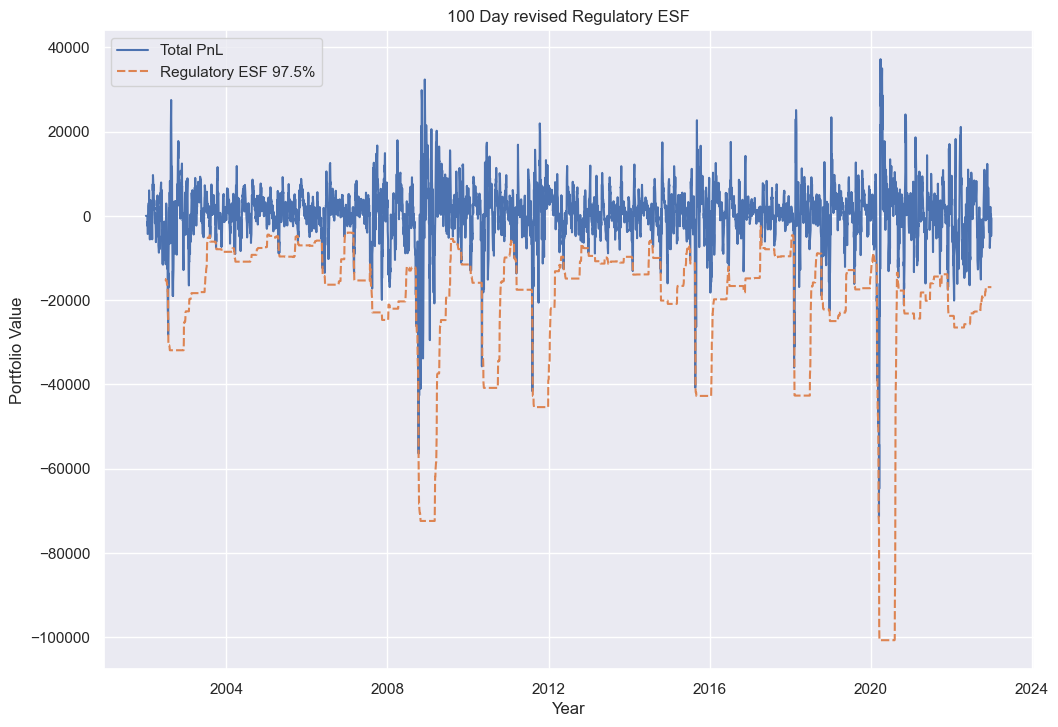 100 Day revised Regulatory ESF
Total PnL
Regulatory ESF 97.5%
40000
20000
0
−20000
−40000
−60000
−80000
−100000
Portfolio Value
2004
2008
2012
2016
2020
2024
Year